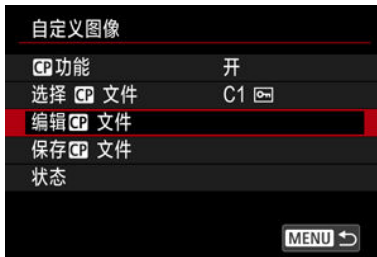 自定义图像
CP功能 开
选择 CP 文件 C1
编辑CP 文件
保存CP 文件
状态
MENU